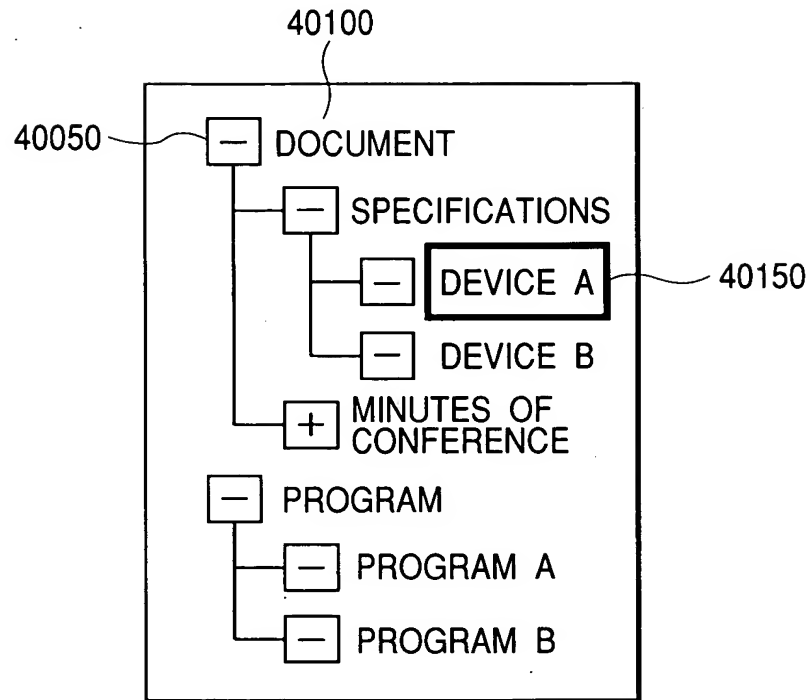 40100
40050
− DOCUMENT
− SPECIFICATIONS
− DEVICE A
40150
− DEVICE B
+ MINUTES OF
CONFERENCE
− PROGRAM
− PROGRAM A
− PROGRAM B